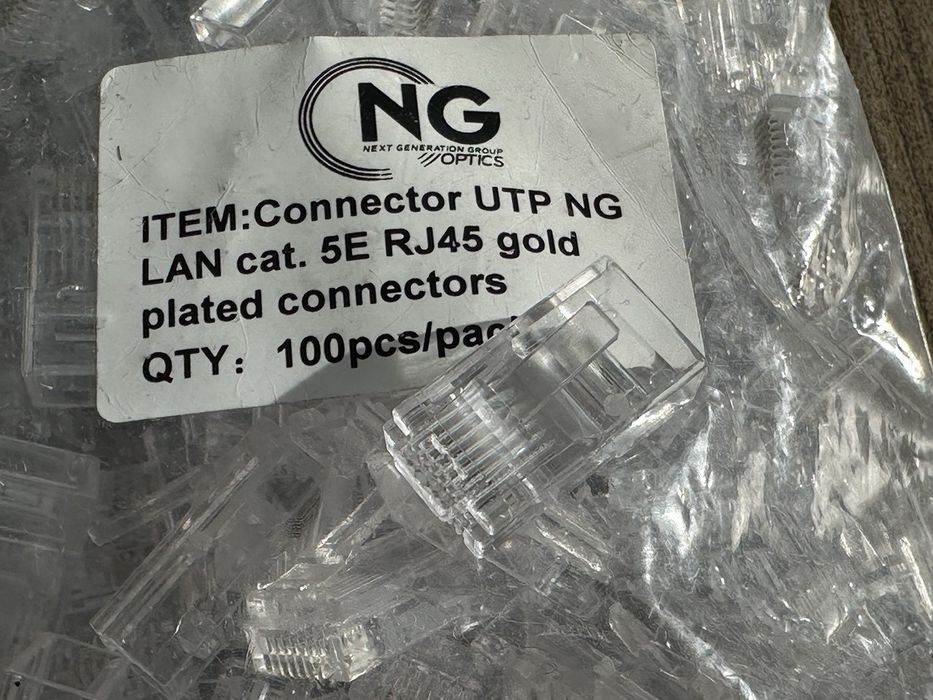 NG
NEXT GENERATION GROUP
OPTICS
ITEM:Connector UTP NG
LAN cat. 5E RJ45 gold
plated connectors
QTY: 100pcs/pac